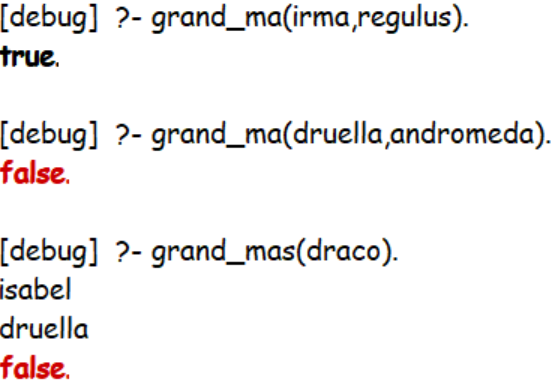 [debug]  ?- grand_ma(irma,regulus).
true.
[debug]  ?- grand_ma(druella,andromeda).
false.
[debug]  ?- grand_mas(draco).
isabel
druella
false.